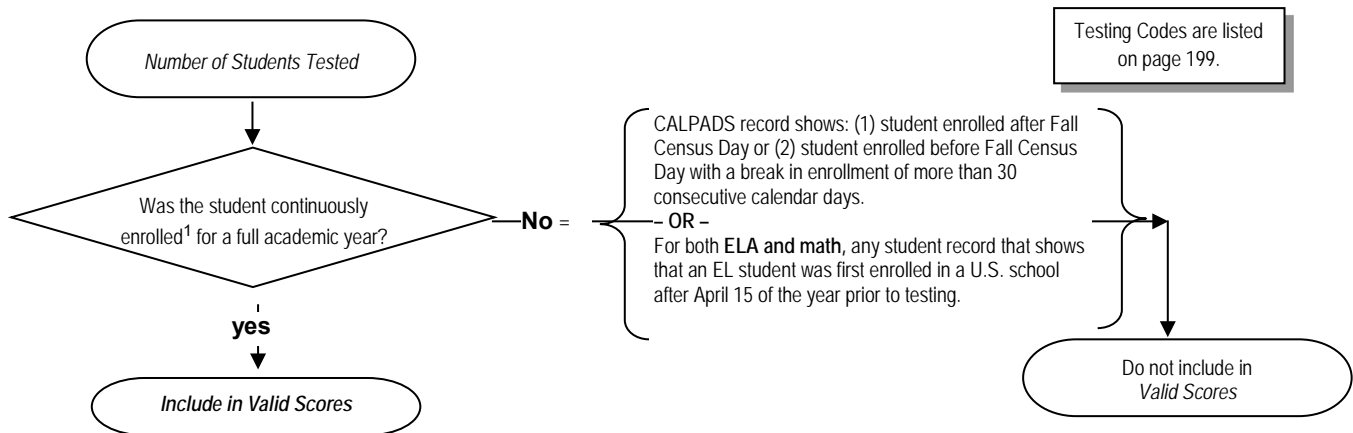 Number of Students Tested
Testing Codes are listed
on page 199.
Was the student continuously
enrolled¹ for a full academic year?
No =
CALPADS record shows: (1) student enrolled after Fall
Census Day or (2) student enrolled before Fall Census
Day with a break in enrollment of more than 30
consecutive calendar days.
– OR –
For both ELA and math, any student record that shows
that an EL student was first enrolled in a U.S. school
after April 15 of the year prior to testing.
yes
Include in Valid Scores
Do not include in
Valid Scores